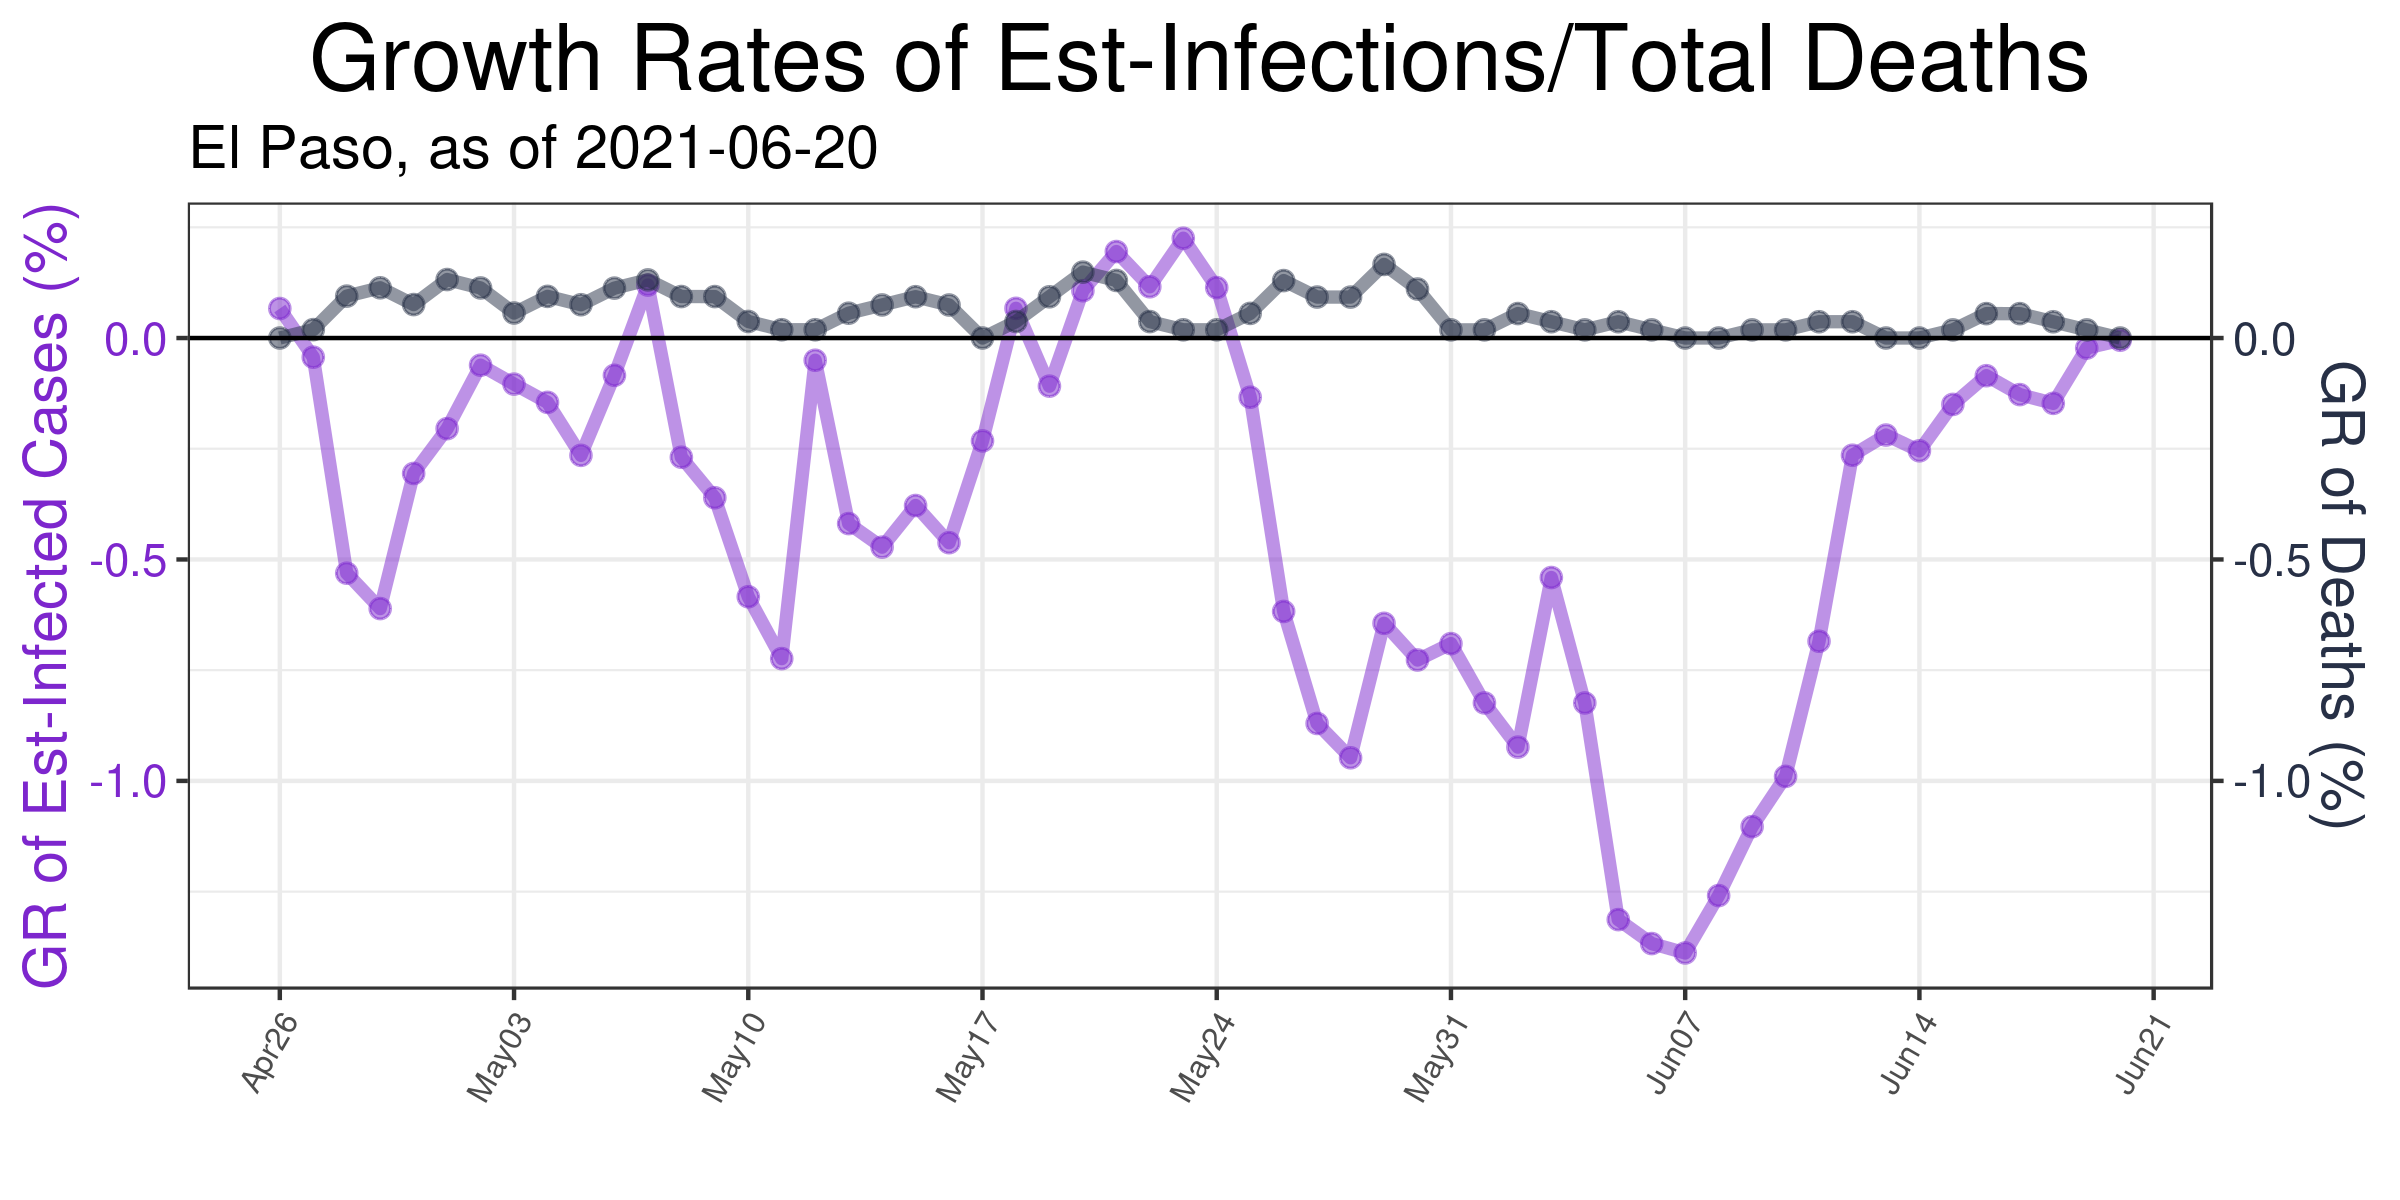 Growth Rates of Est-Infections/Total Deaths
El Paso, as of 2021-06-20
GR of Est-Infected Cases (%)
0.0
-0.5
-1.0
0.0
-0.5
-1.0
GR of Deaths (%)
Apr26
May03
May10
May17
May24
May31
Jun07
Jun14
Jun21